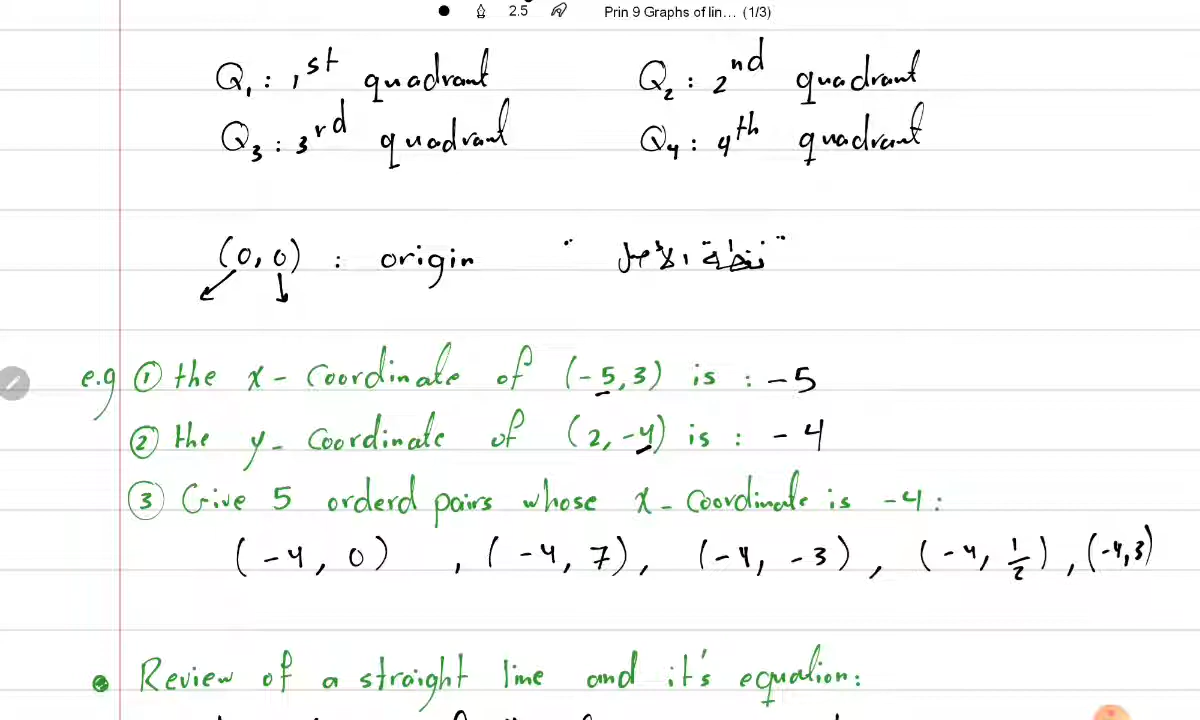 2.5 Prin 9 Graphs of lin... (1/3)
Q1 : 1st quadrant Q2 : 2nd quadrant
Q3 : 3rd quadrant Q4 : 4th quadrant
(0,0) : origin "نقطة الأصل"
e.g ① the x-coordinate of (-5,3) is : -5
② the y-coordinate of (2,-4) is : -4
③ Give 5 orderd pairs whose x-coordinate is -4:
(-4, 0) , (-4, 7), (-4, -3), (-4, 1/2), (-4,3)
• Review of a straight line and it's equation: